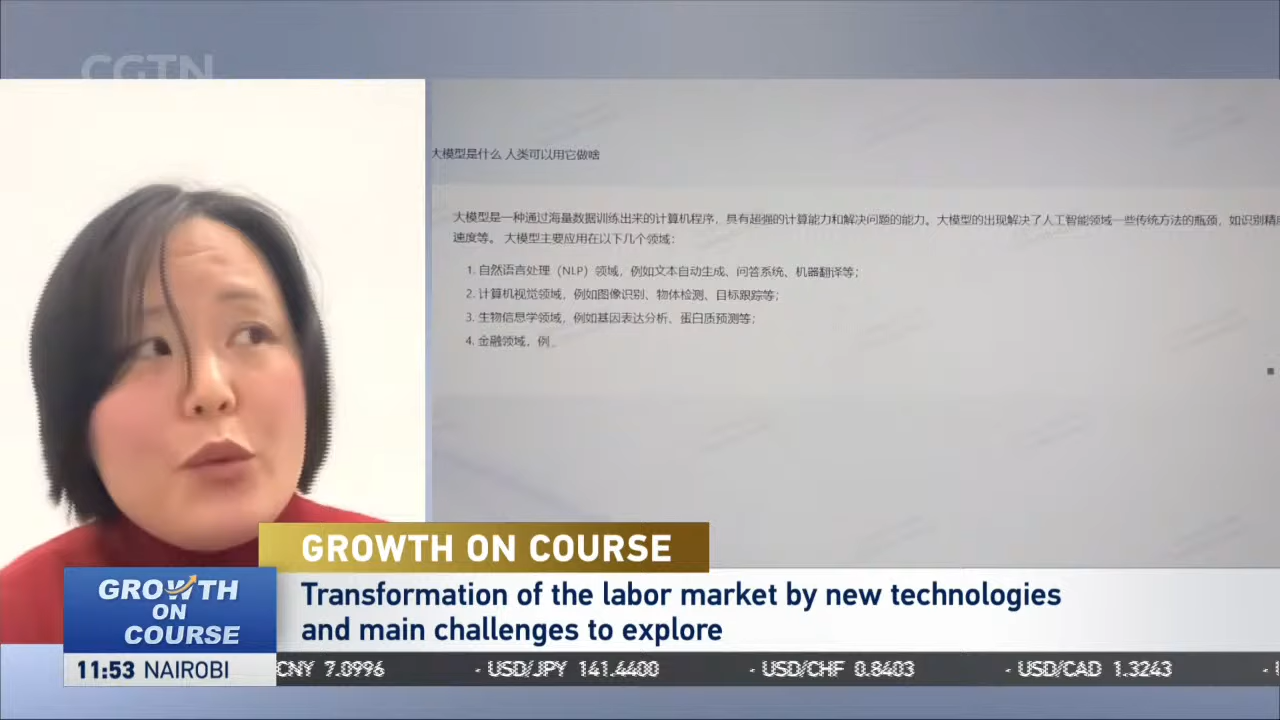 CGTN
大模型是什么 人类可以用它做啥
大模型是一种通过海量数据训练出来的计算机程序，具有超强的计算能力和解决问题的能力。大模型的出现解决了人工智能领域一些传统方法的瓶颈，如识别精
速度等。 大模型主要应用在以下几个领域：
1. 自然语言处理（NLP）领域，例如文本自动生成、问答系统、机器翻译等；
2. 计算机视觉领域，例如图像识别、物体检测、目标跟踪等；
3. 生物信息学领域，例如基因表达分析、蛋白质预测等；
4. 金融领域，例
GROWTH ON COURSE
Transformation of the labor market by new technologies
and main challenges to explore
GROWTH
ON
COURSE
11:53 NAIROBI
CNY 7.0996 - USD/JPY 141.4400 - USD/CHF 0.8403 - USD/CAD 1.3243 -